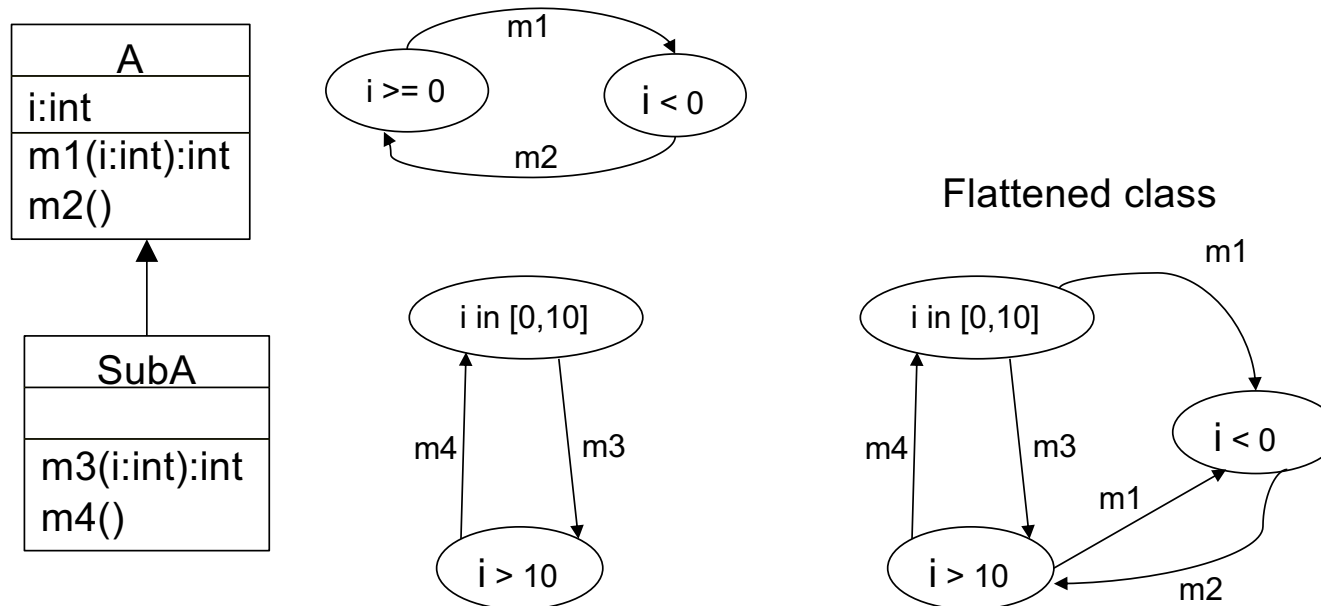 A
i:int
m1(i:int):int
m2()
SubA
m3(i:int):int
m4()
m1
i >= 0
i < 0
m2
i in [0,10]
m4
m3
i > 10
Flattened class
m1
i in [0,10]
i < 0
m4
m3
m1
i > 10
m2